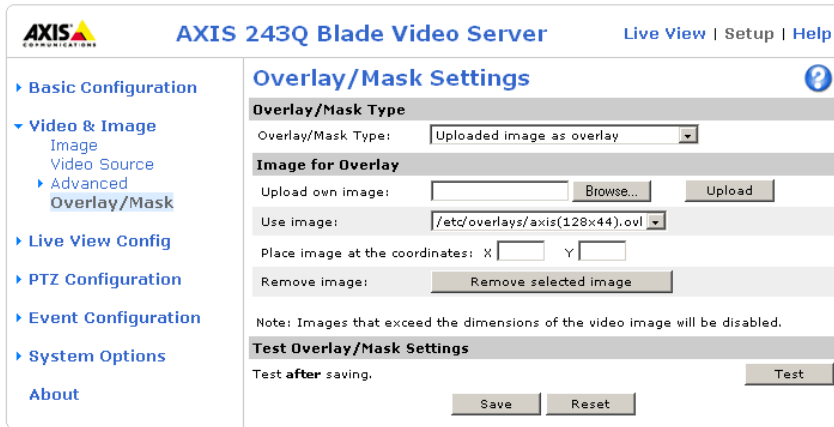 AXIS
COMMUNICATIONS
AXIS 243Q Blade Video Server
Live View | Setup | Help
Basic Configuration
Video & Image
Image
Video Source
Advanced
Overlay/Mask
Live View Config
PTZ Configuration
Event Configuration
System Options
About
Overlay/Mask Settings
?
Overlay/Mask Type
Overlay/Mask Type: Uploaded image as overlay
Image for Overlay
Upload own image: Browse... Upload
Use image: /etc/overlays/axis(128x44).ovl
Place image at the coordinates: X Y
Remove image: Remove selected image
Note: Images that exceed the dimensions of the video image will be disabled.
Test Overlay/Mask Settings
Test after saving. Test
Save Reset